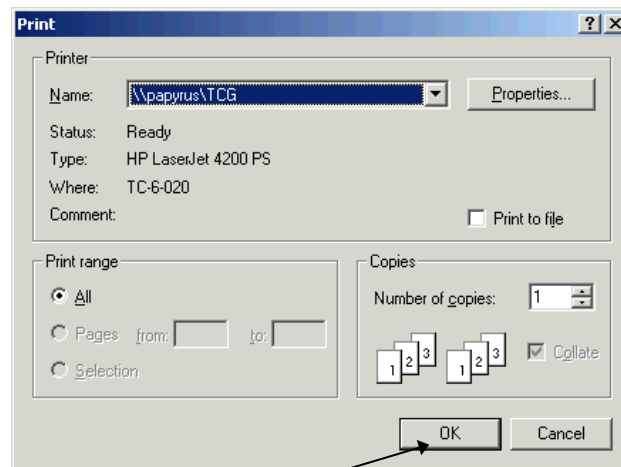 Print
Printer
Name: \\papyrus\TCG Properties...
Status: Ready
Type: HP LaserJet 4200 PS
Where: TC-6-020
Comment: Print to file
Print range
All
Pages from: to:
Selection
Copies
Number of copies: 1
1 2 3 1 2 3 Collate
OK Cancel